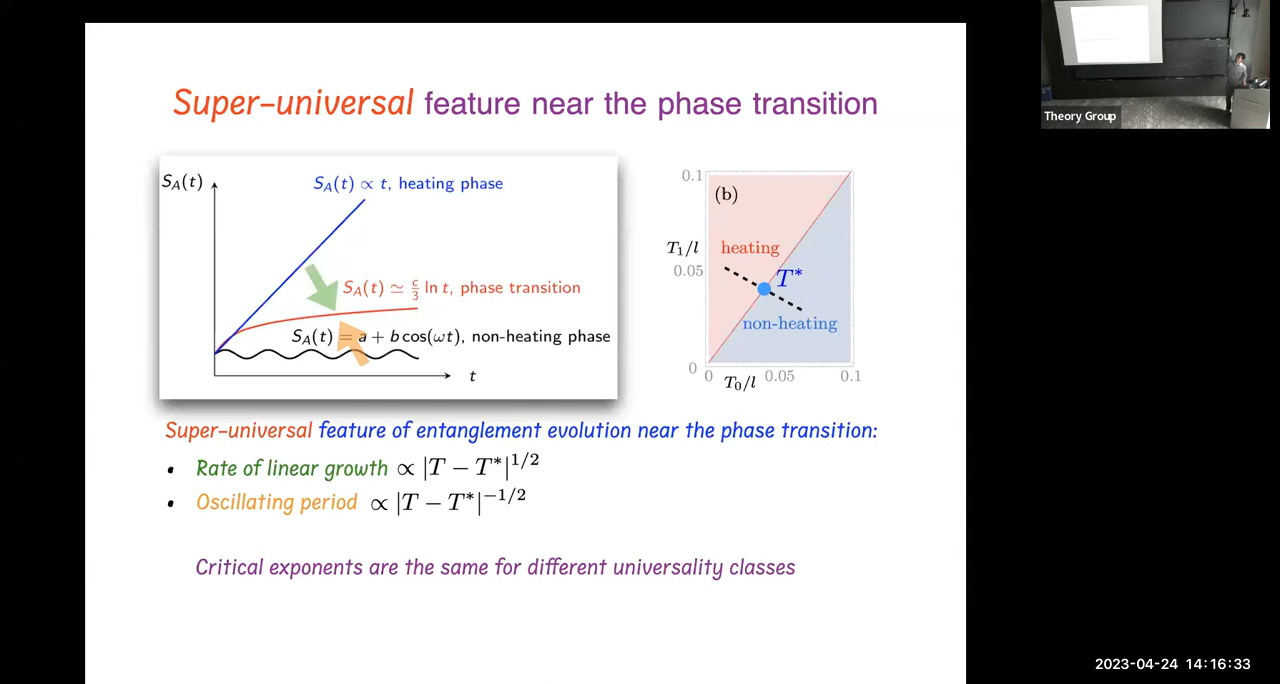 Super-universal feature near the phase transition
S_A(t)
S_A(t) ∝ t, heating phase
S_A(t) ≃ c/3 ln t, phase transition
S_A(t) = a + b cos(ωt), non-heating phase
t
0.1
(b)
T_1/l
heating
0.05
T*
non-heating
0
0
T_0/l
0.05
0.1
Super-universal feature of entanglement evolution near the phase transition:
• Rate of linear growth ∝ |T − T*|^{1/2}
• Oscillating period ∝ |T − T*|^{−1/2}
Critical exponents are the same for different universality classes
Theory Group
2023-04-24 14:16:33